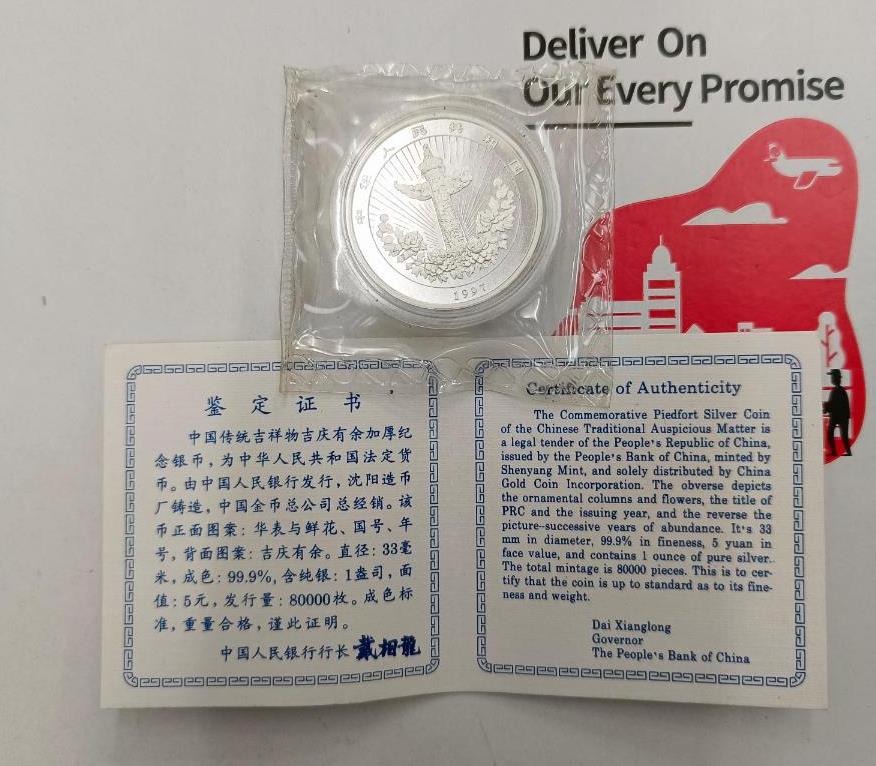 Deliver On
Our Every Promise
中华人民共和国
1997
鉴定证书
中国传统吉祥物吉庆有余加厚纪
念银币，为中华人民共和国法定货
币。由中国人民银行发行，沈阳造币
厂铸造，中国金币总公司总经销。该
币正面图案：华表与鲜花、国号、年
号，背面图案：吉庆有余。直径：33毫
米，成色：99.9%，含纯银：1盎司，面
值：5元，发行量：80000枚。成色标
准，重量合格，谨此证明。
中国人民银行行长 戴相龍
Certificate of Authenticity
The Commemorative Piedfort Silver Coin
of the Chinese Traditional Auspicious Matter is
a legal tender of the People's Republic of China,
issued by the People's Bank of China, minted by
Shenyang Mint, and solely distributed by China
Gold Coin Incorporation. The obverse depicts
the ornamental columns and flowers, the title of
PRC and the issuing year, and the reverse the
picture-successive years of abundance. It's 33
mm in diameter, 99.9% in fineness, 5 yuan in
face value, and contains 1 ounce of pure silver.
The total mintage is 80000 pieces. This is to cer-
tify that the coin is up to standard as to its fine-
ness and weight.
Dai Xianglong
Governor
The People's Bank of China